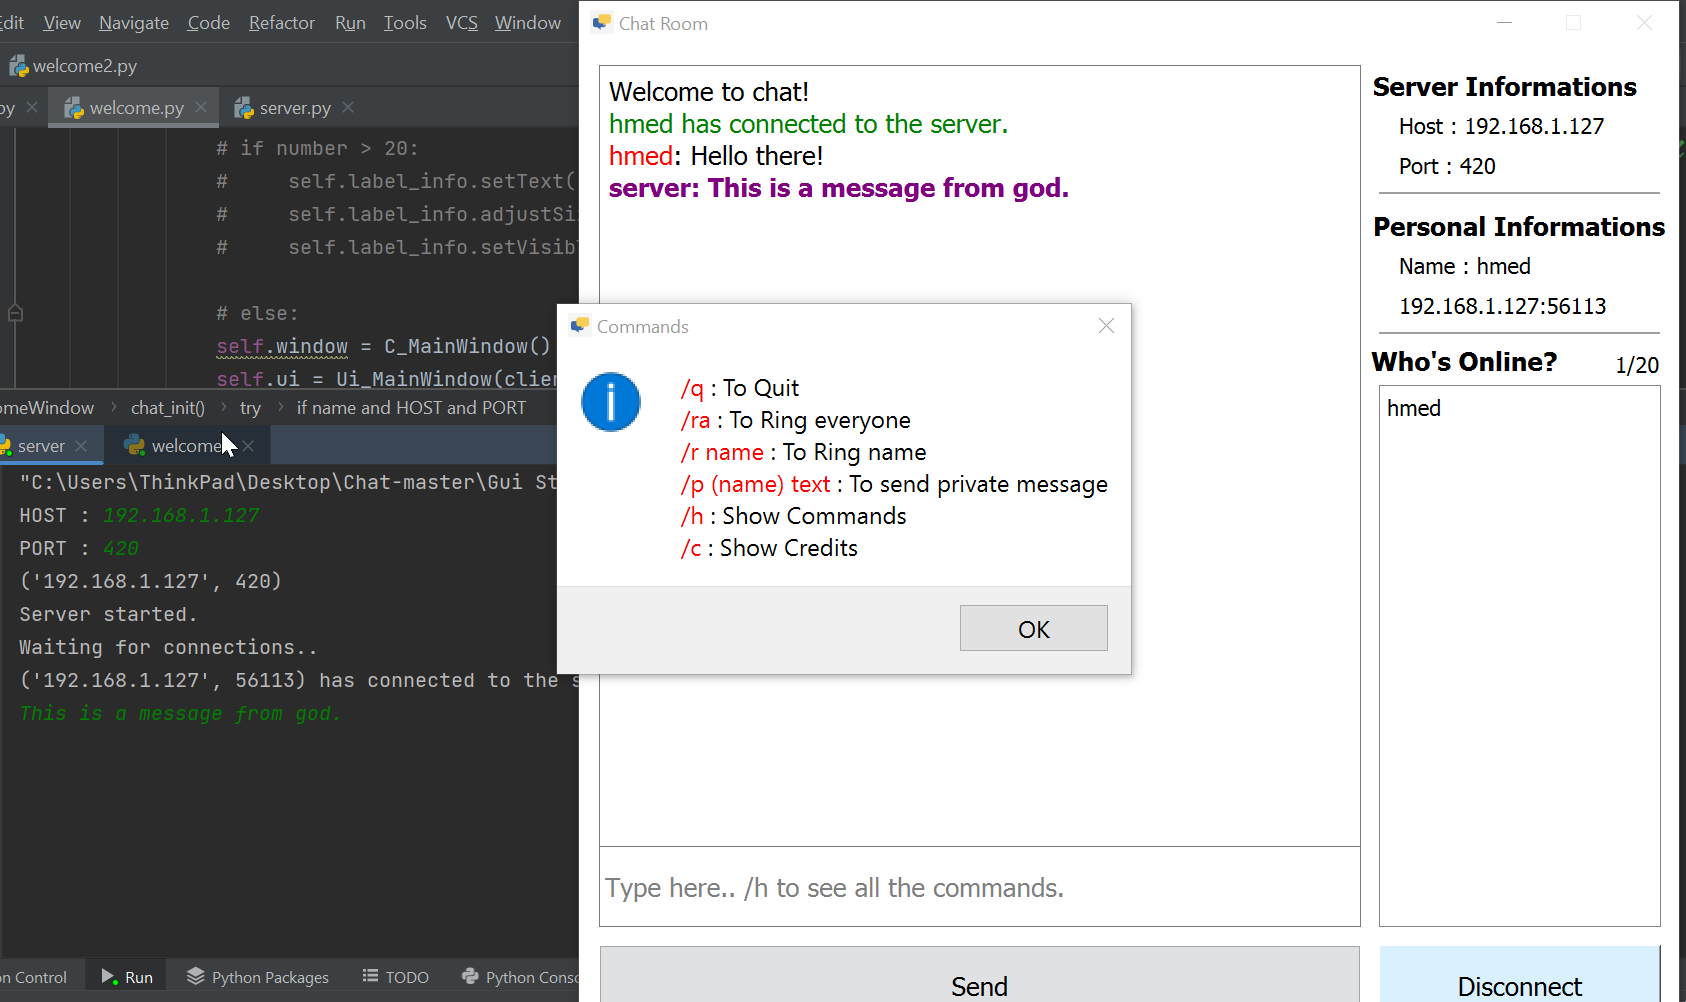 Edit View Navigate Code Refactor Run Tools VCS Window
welcome2.py
py welcome.py server.py
# if number > 20:
#     self.label_info.setText(
#     self.label_info.adjustSi
#     self.label_info.setVisib
# else:
self.window = C_MainWindow()
self.ui = Ui_MainWindow(clien
omeWindow chat_init() try if name and HOST and PORT
server welcome
"C:\Users\ThinkPad\Desktop\Chat-master\Gui St
HOST : 192.168.1.127
PORT : 420
('192.168.1.127', 420)
Server started.
Waiting for connections..
('192.168.1.127', 56113) has connected to the s
This is a message from god.
n Control Run Python Packages TODO Python Conso
Chat Room
Welcome to chat!
hmed has connected to the server.
hmed: Hello there!
server: This is a message from god.
Commands
/q : To Quit
/ra : To Ring everyone
/r name : To Ring name
/p (name) text : To send private message
/h : Show Commands
/c : Show Credits
OK
Type here.. /h to see all the commands.
Send
Server Informations
Host : 192.168.1.127
Port : 420
Personal Informations
Name : hmed
192.168.1.127:56113
Who's Online? 1/20
hmed
Disconnect